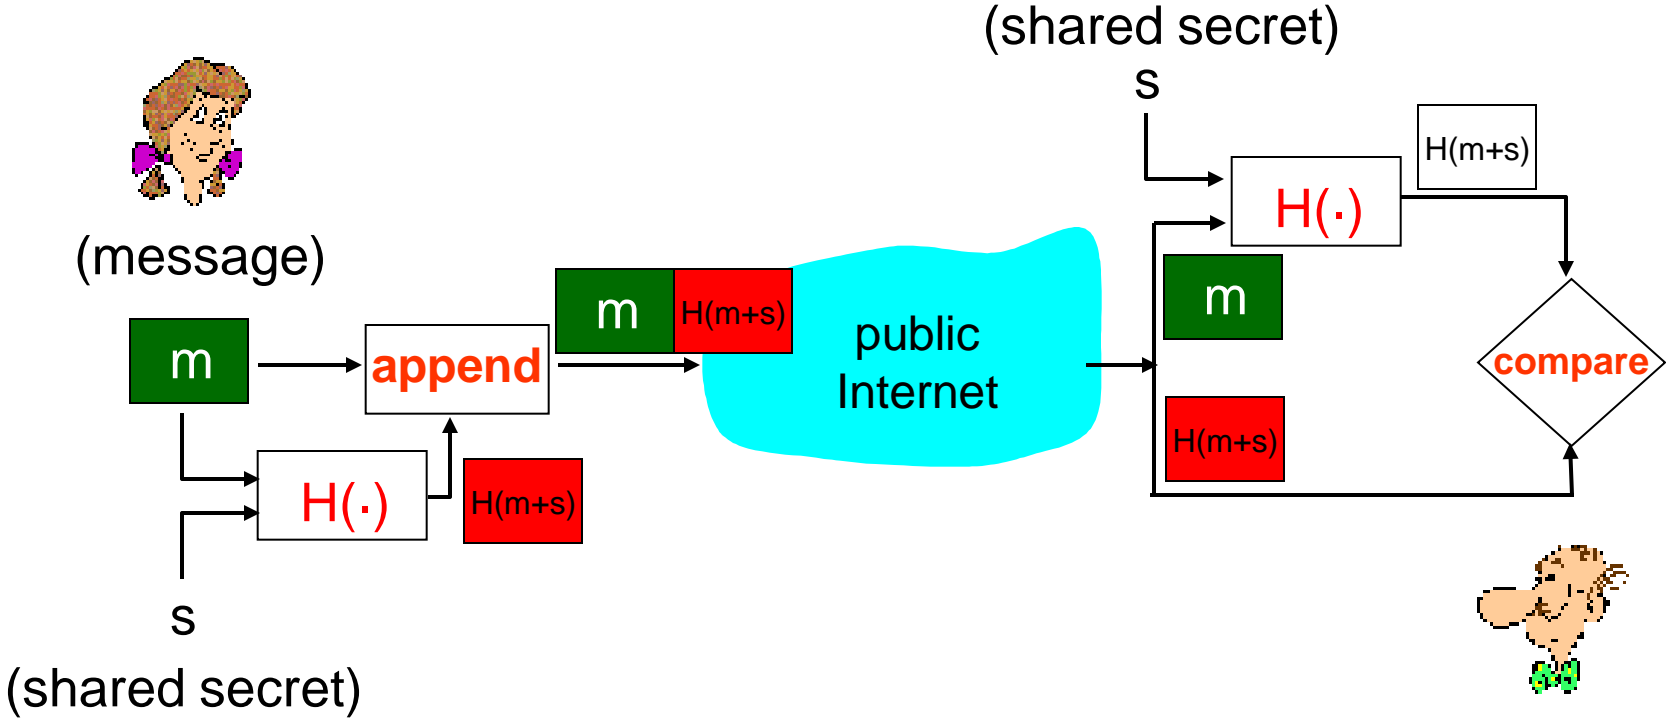 (shared secret)
s
H(m+s)
H(·)
(message)
m
H(m+s)
m
public
Internet
m
append
compare
H(m+s)
H(·)
H(m+s)
s
(shared secret)